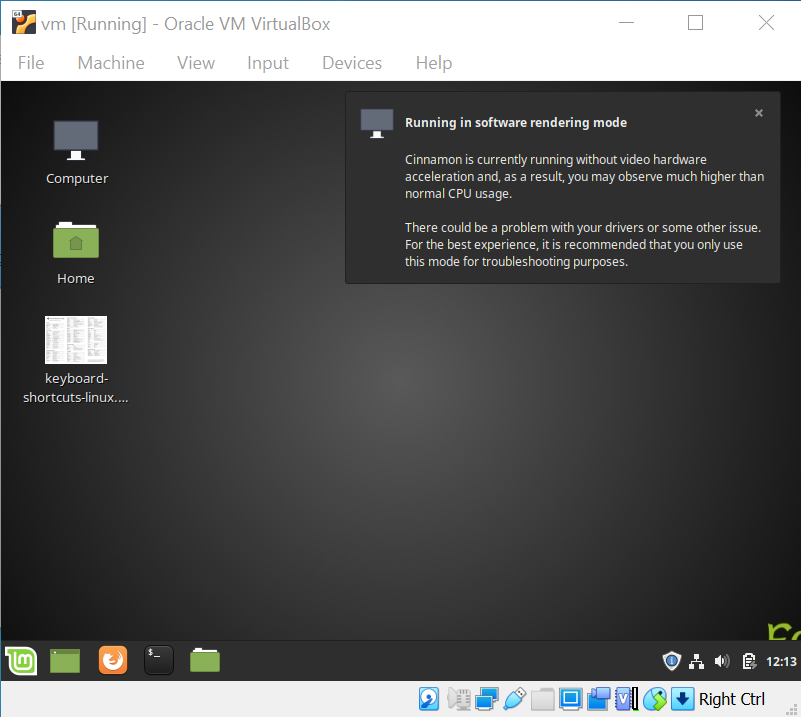 vm [Running] - Oracle VM VirtualBox
File Machine View Input Devices Help
Running in software rendering mode
Cinnamon is currently running without video hardware
acceleration and, as a result, you may observe much higher than
normal CPU usage.
There could be a problem with your drivers or some other issue.
For the best experience, it is recommended that you only use
this mode for troubleshooting purposes.
Computer
Home
keyboard-
shortcuts-linux....
12:13
Right Ctrl